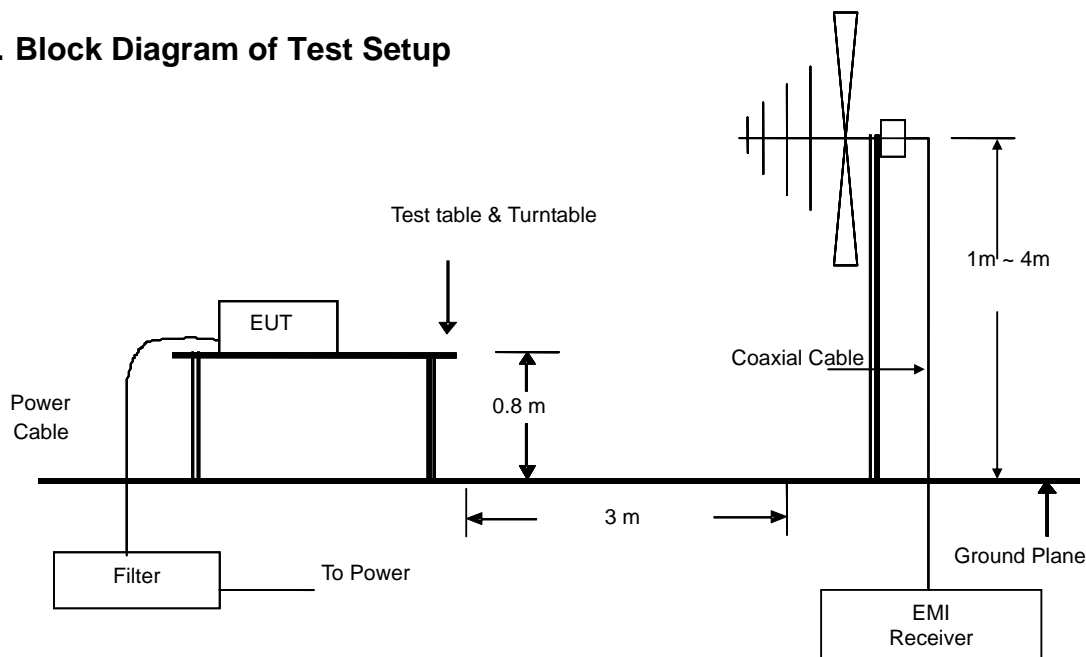 . Block Diagram of Test Setup
Test table & Turntable
1m ~ 4m
EUT
Coaxial Cable
Power
Cable
0.8 m
3 m
Ground Plane
Filter
To Power
EMI
Receiver